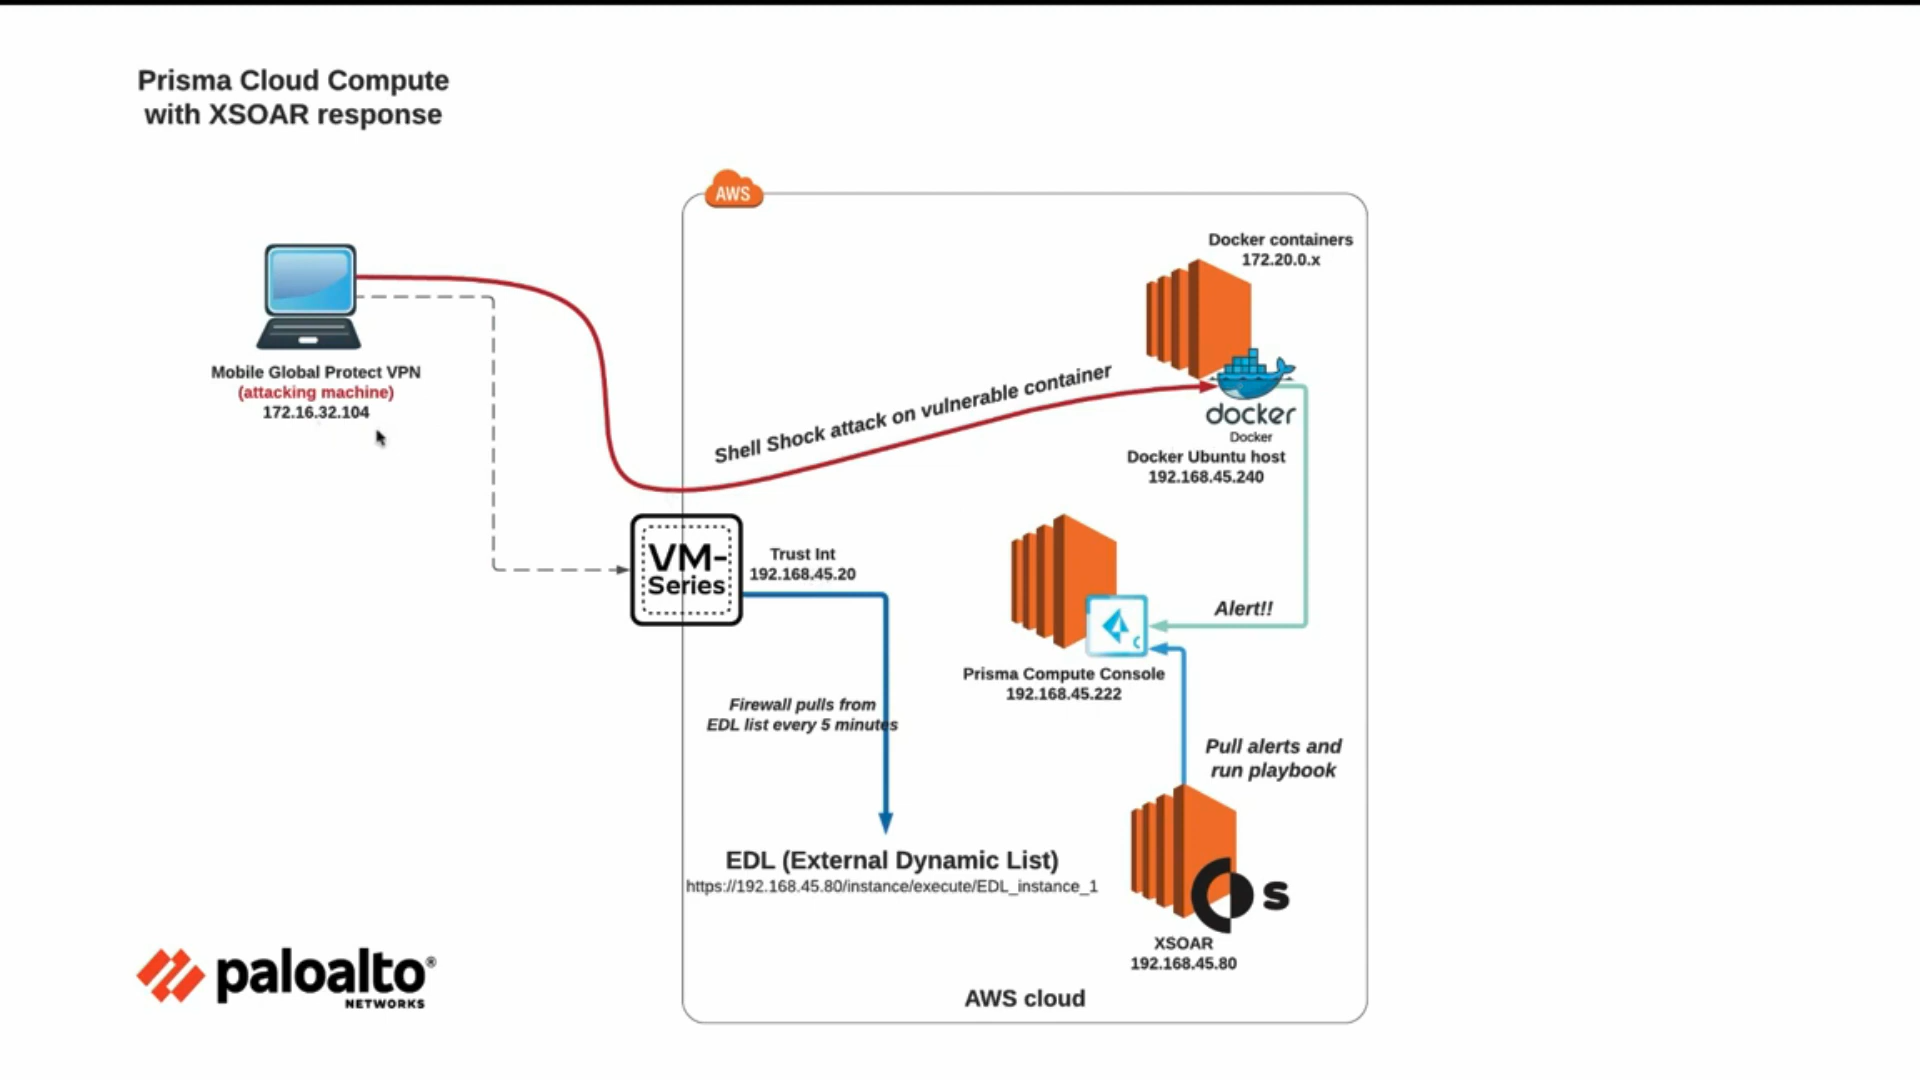 Prisma Cloud Compute
with XSOAR response
AWS
Docker containers
172.20.0.x
Mobile Global Protect VPN
(attacking machine)
172.16.32.104
Shell Shock attack on vulnerable container
docker
Docker
Docker Ubuntu host
192.168.45.240
VM-
Series
Trust Int
192.168.45.20
Alert!!
C
Prisma Compute Console
192.168.45.222
Firewall pulls from
EDL list every 5 minutes
Pull alerts and
run playbook
EDL (External Dynamic List)
https://192.168.45.80/instance/execute/EDL_instance_1
S
XSOAR
192.168.45.80
paloalto®
NETWORKS
AWS cloud